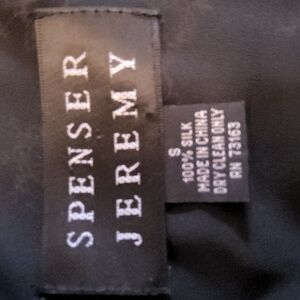 SPENSER
JEREMY
S
100% SILK
MADE IN CHINA
DRY CLEAN ONLY
RN 73163